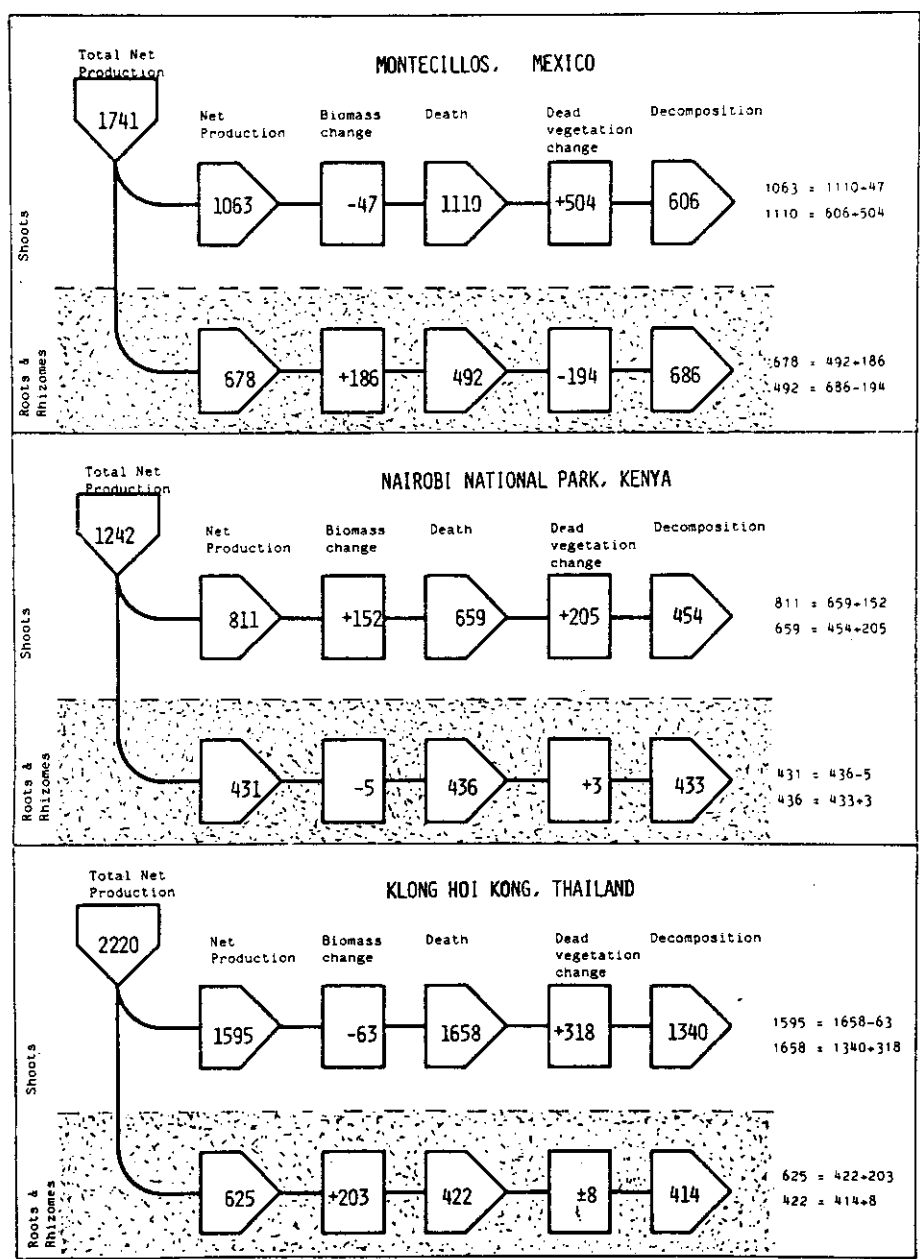 Total Net
Production
MONTECILLOS, MEXICO
1741
Net
Production
Biomass
change
Death
Dead
vegetation
change
Decomposition
Shoots
1063
-47
1110
+504
606
1063 = 1110-47
1110 = 606+504
Roots &
Rhizomes
678
+186
492
-194
686
678 = 492+186
492 = 686-194
Total Net
Production
NAIROBI NATIONAL PARK, KENYA
1242
Net
Production
Biomass
change
Death
Dead
vegetation
change
Decomposition
Shoots
811
+152
659
+205
454
811 = 659+152
659 = 454+205
Roots &
Rhizomes
431
-5
436
+3
433
431 = 436-5
436 = 433+3
Total Net
Production
KLONG HOI KONG, THAILAND
2220
Net
Production
Biomass
change
Death
Dead
vegetation
change
Decomposition
Shoots
1595
-63
1658
+318
1340
1595 = 1658-63
1658 = 1340+318
Roots &
Rhizomes
625
+203
422
±8
414
625 = 422+203
422 = 414+8